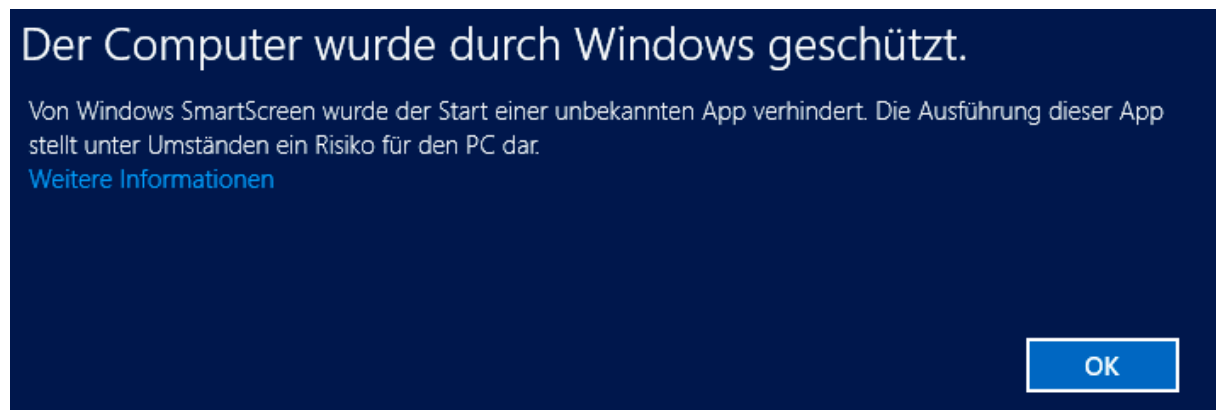 Der Computer wurde durch Windows geschützt.
Von Windows SmartScreen wurde der Start einer unbekannten App verhindert. Die Ausführung dieser App
stellt unter Umständen ein Risiko für den PC dar.
Weitere Informationen
OK